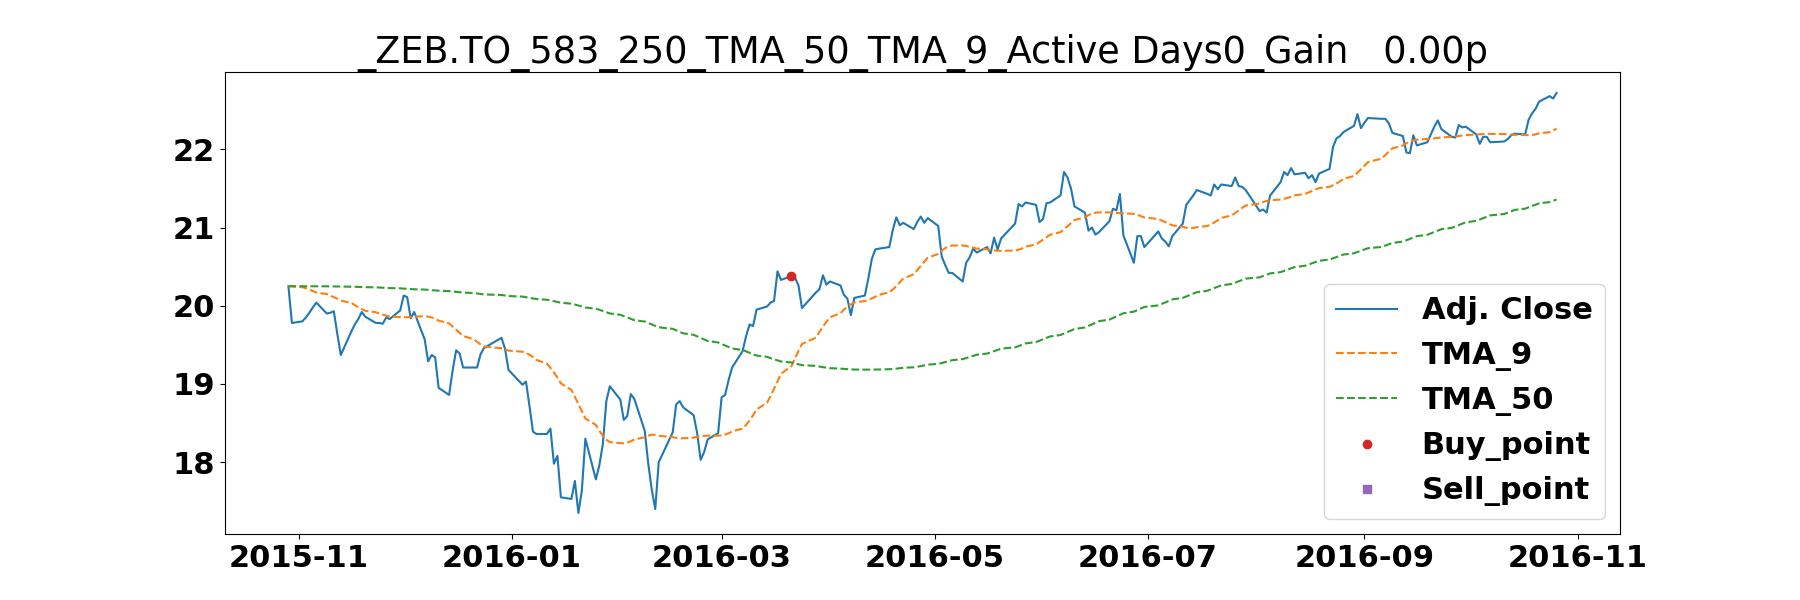 _ZEB.TO_583_250_TMA_50_TMA_9_Active Days0_Gain   0.00p
22
21
20
19
18
Adj. Close
TMA_9
TMA_50
Buy_point
Sell_point
2015-11 2016-01 2016-03 2016-05 2016-07 2016-09 2016-11